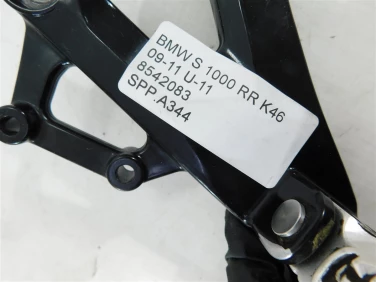 BMW S 1000 RR K46
09-11 U-11
8542083
SPP.A344